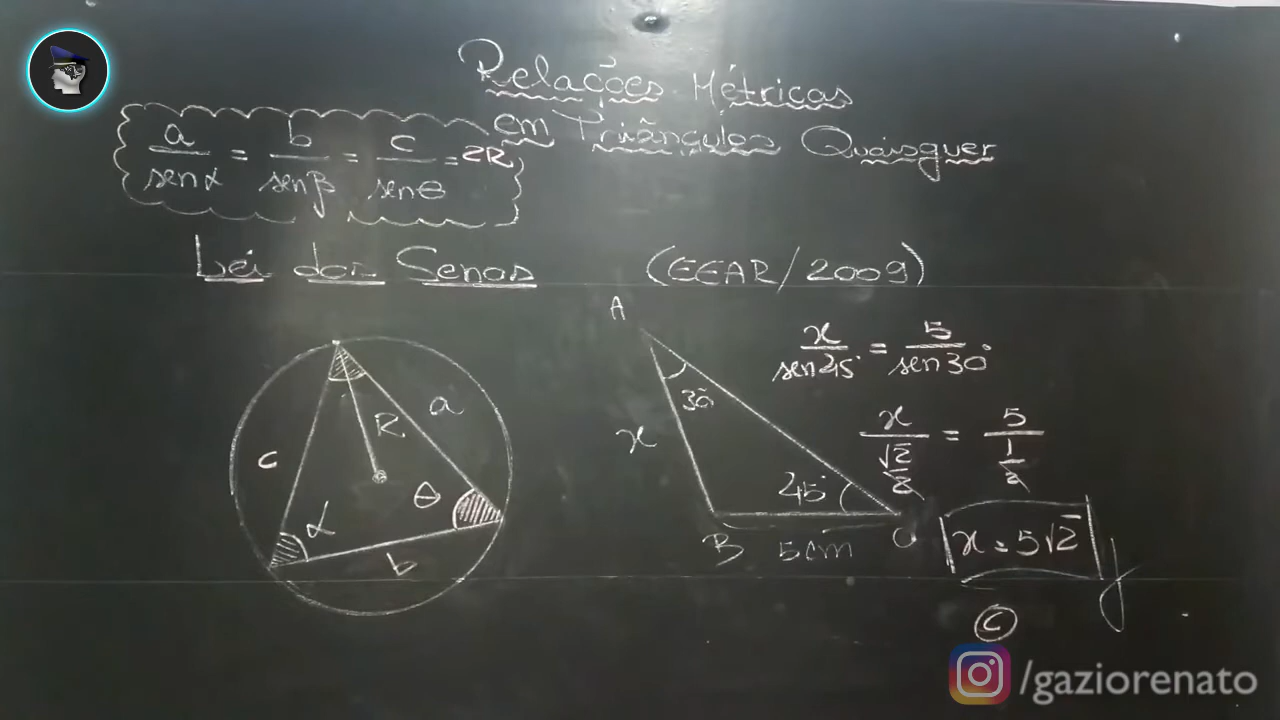 Relações Métricas
em Triângulos Quaisquer
a/senα = b/senβ = c/senθ = 2R
Lei dos Senos
(EEAR/2009)
c
R
a
α
θ
b
A
30°
x
45°
B
5cm
C
x/sen45° = 5/sen30°
x/(√2/2) = 5/(1/2)
x = 5√2
C
/gaziorenato